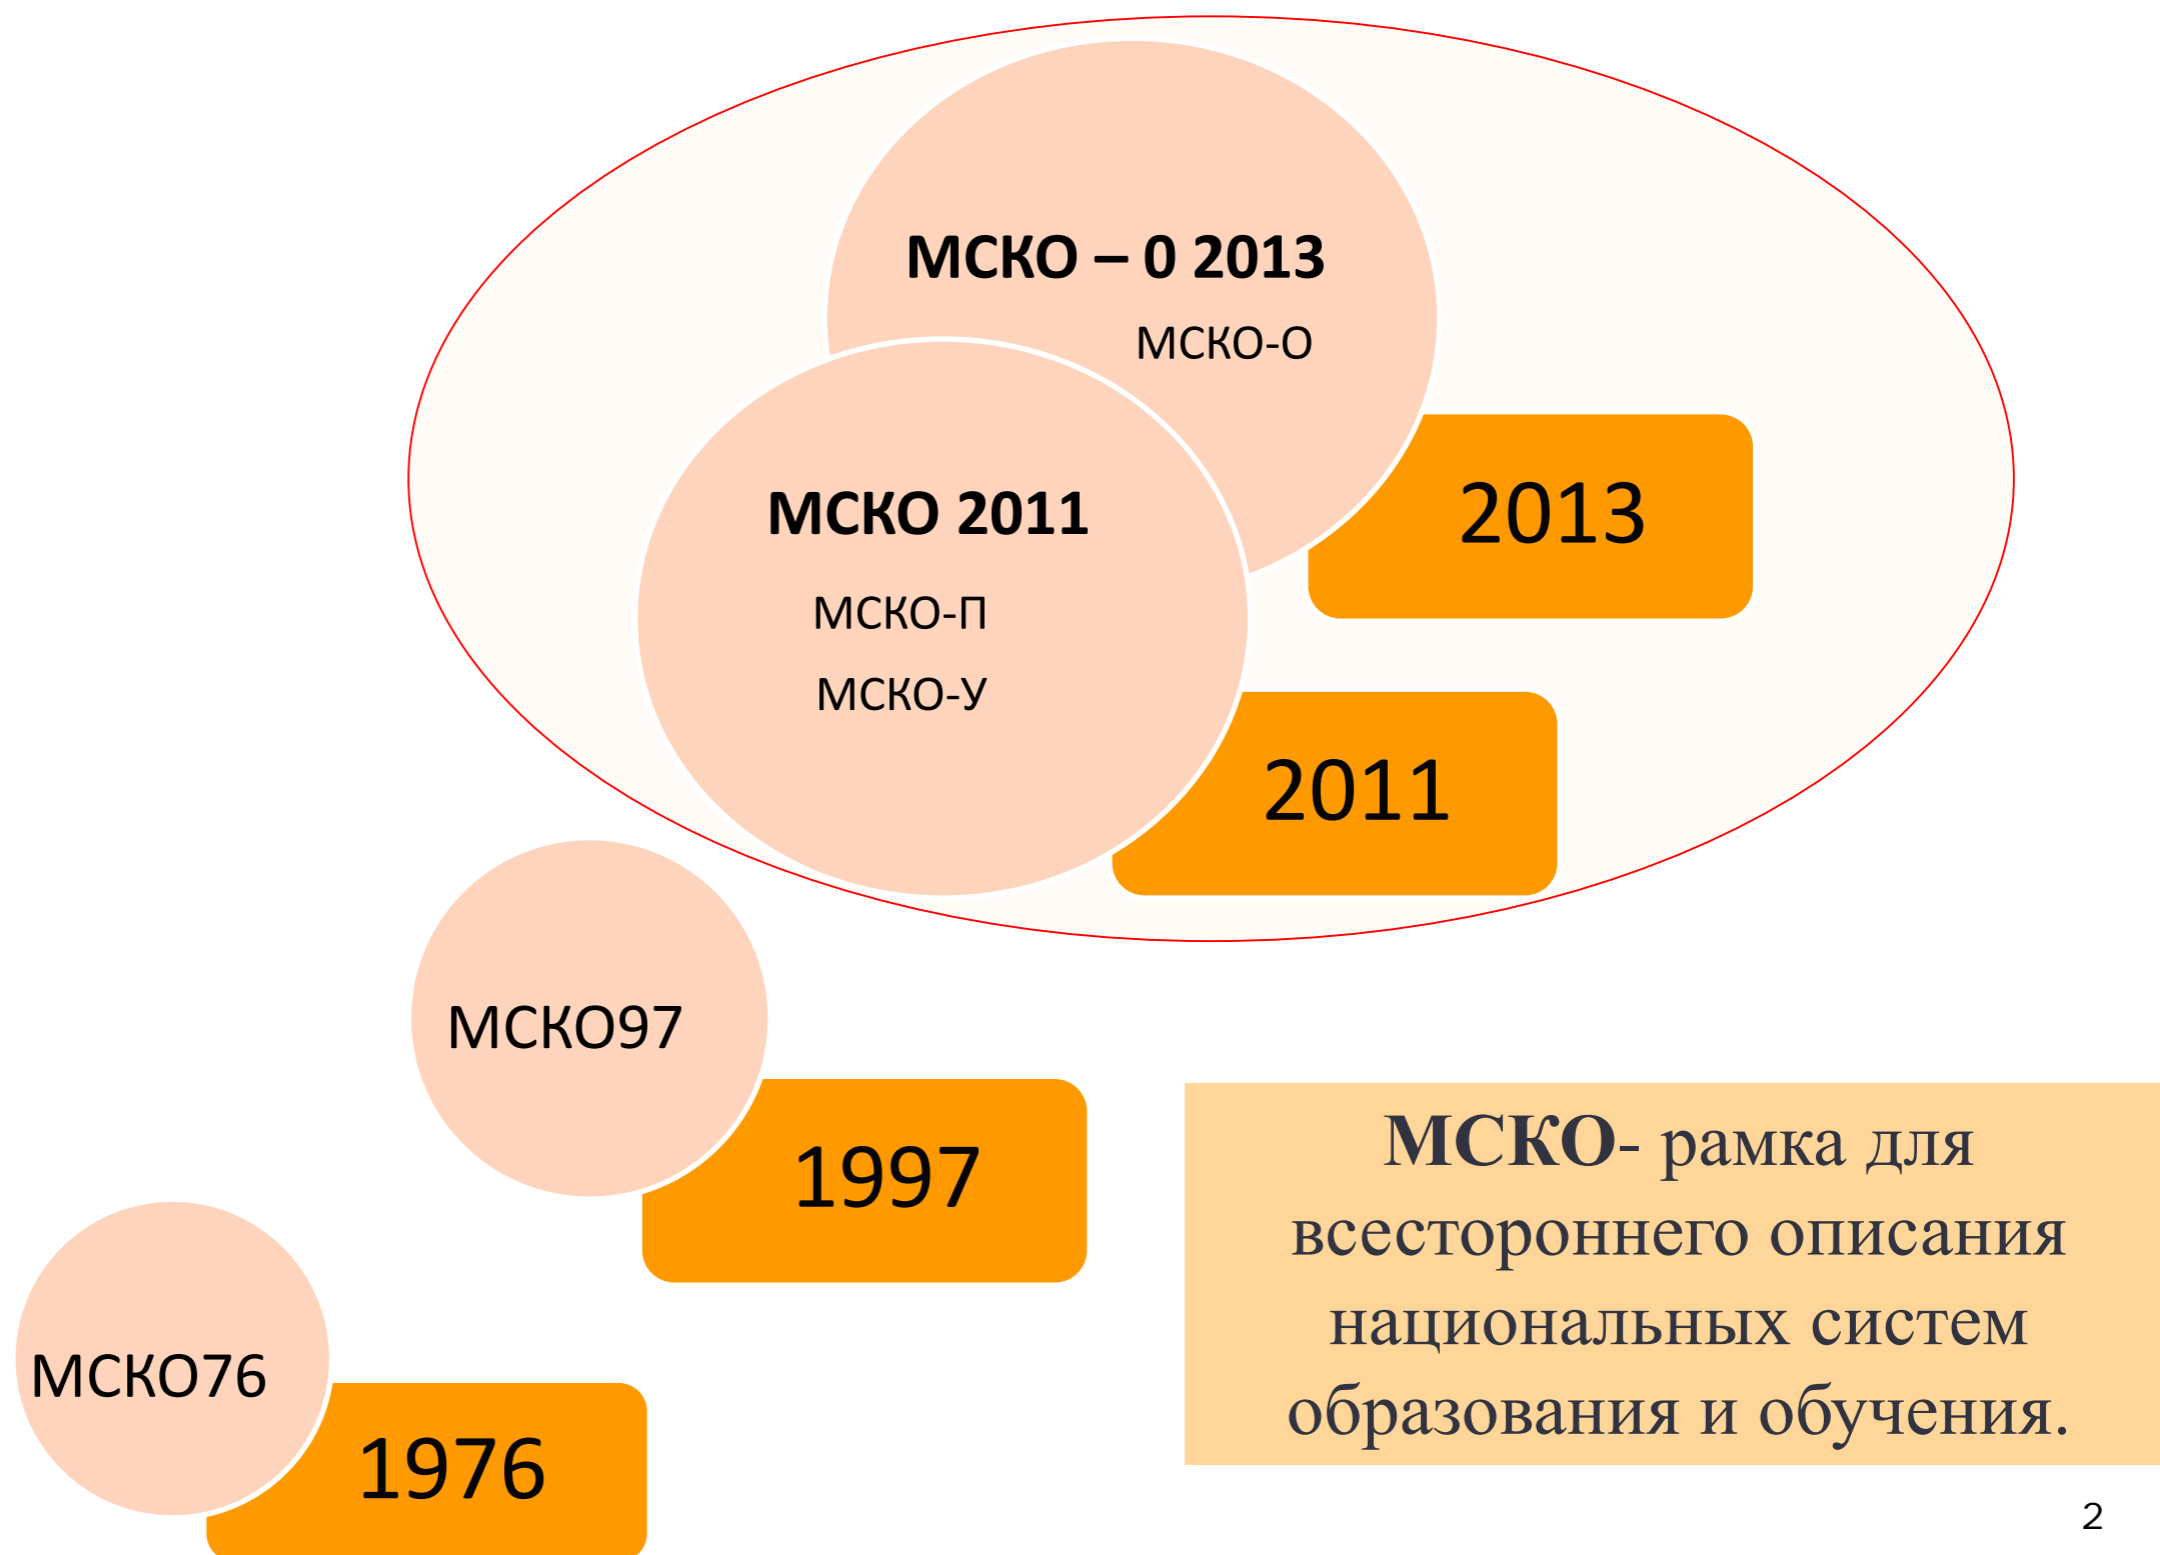 МСКО – 0 2013
МСКО-О
2013
МСКО 2011
МСКО-П
МСКО-У
2011
МСКО97
1997
МСКО76
1976
МСКО- рамка для
всестороннего описания
национальных систем
образования и обучения.
2